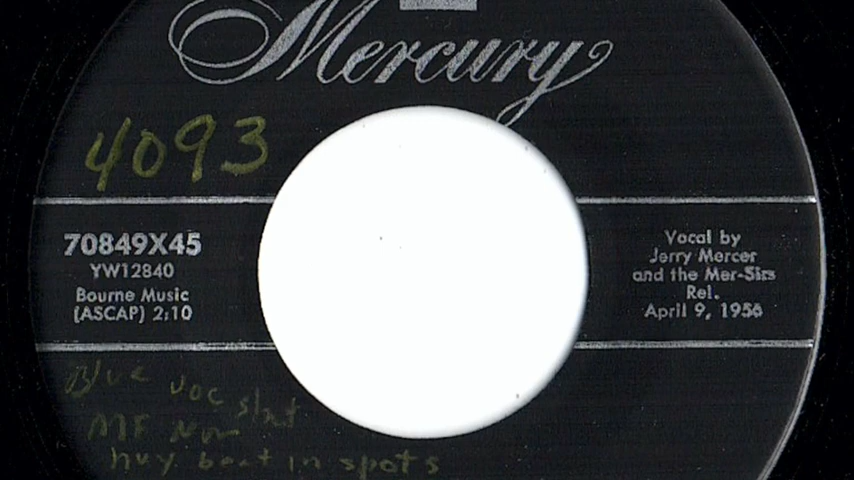 Mercury
4093
70849X45
YW12840
Bourne Music
(ASCAP) 2:10
Vocal by
Jerry Mercer
and the Mer-Sirs
Rel.
April 9, 1956
Blue voc
MF
hvy beat in spots